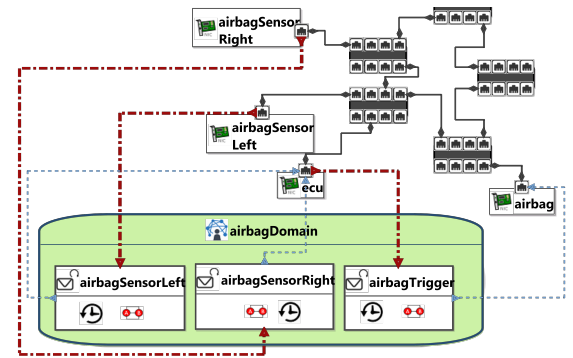 airbagSensor
Right
airbagSensor
Left
ecu
airbag
airbagDomain
airbagSensorLeft
airbagSensorRight
airbagTrigger
A B
A B
A B